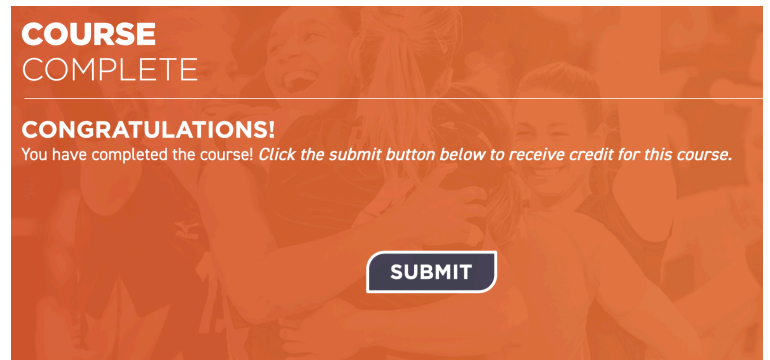 COURSE
COMPLETE
CONGRATULATIONS!
You have completed the course! Click the submit button below to receive credit for this course.
SUBMIT